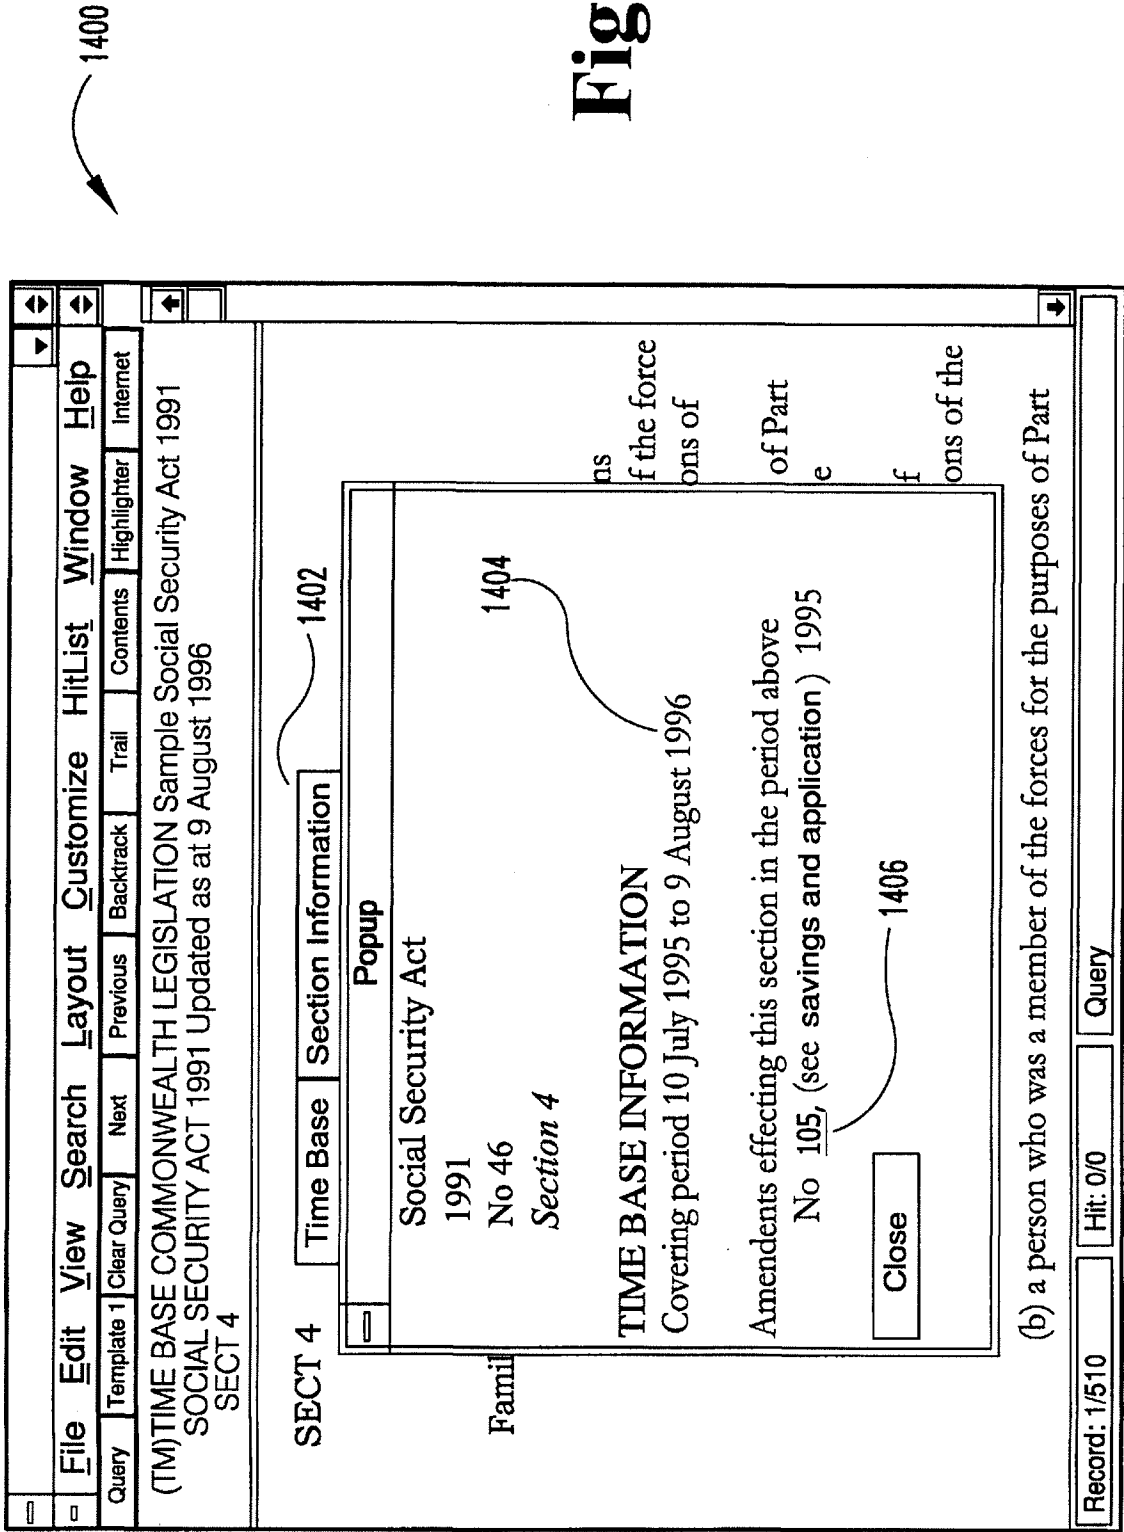 1400
File Edit View Search Layout Customize HitList Window Help
Query Template 1 Clear Query Next Previous Backtrack Trail Contents Highlighter Internet
(TM)TIME BASE COMMONWEALTH LEGISLATION Sample Social Security Act 1991
SOCIAL SECURITY ACT 1991 Updated as at 9 August 1996
SECT 4
1402
SECT 4 Time Base Section Information
Popup
Social Security Act
1991
No 46
1404
Section 4
Famil
TIME BASE INFORMATION
Covering period 10 July 1995 to 9 August 1996
Amendents effecting this section in the period above
No 105, (see savings and application) 1995
1406
Close
ns
f the force
ons of
of Part
e
f
ons of the
(b) a person who was a member of the forces for the purposes of Part
Record: 1/510 Hit: 0/0 Query
Fig